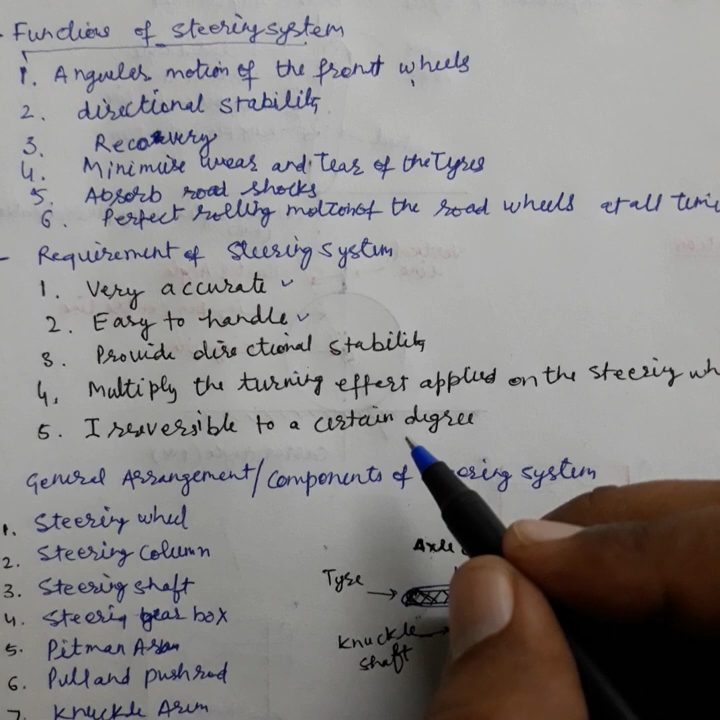 - Functions of steering system
1. Angular motion of the front wheels
2. directional stability
3. Recovery
4. Minimise wear and tear of the Tyres
5. Absorb road shocks
6. Perfect rolling motion of the road wheels at all
- Requirement of steering system
1. Very accurate ✓
2. Easy to handle ✓
3. Provide directional stability
4. Multiply the turning effort applied on the steering wh
5. Irreversible to a certain degree
General Arrangement/Components of ering system
1. Steering wheel
2. Steering Column
3. Steering shaft
4. Steering gear box
5. Pitman Arm
6. Pull and push rod
7. Knuckle Arm
Axle
Tyre
Knuckle
shaft